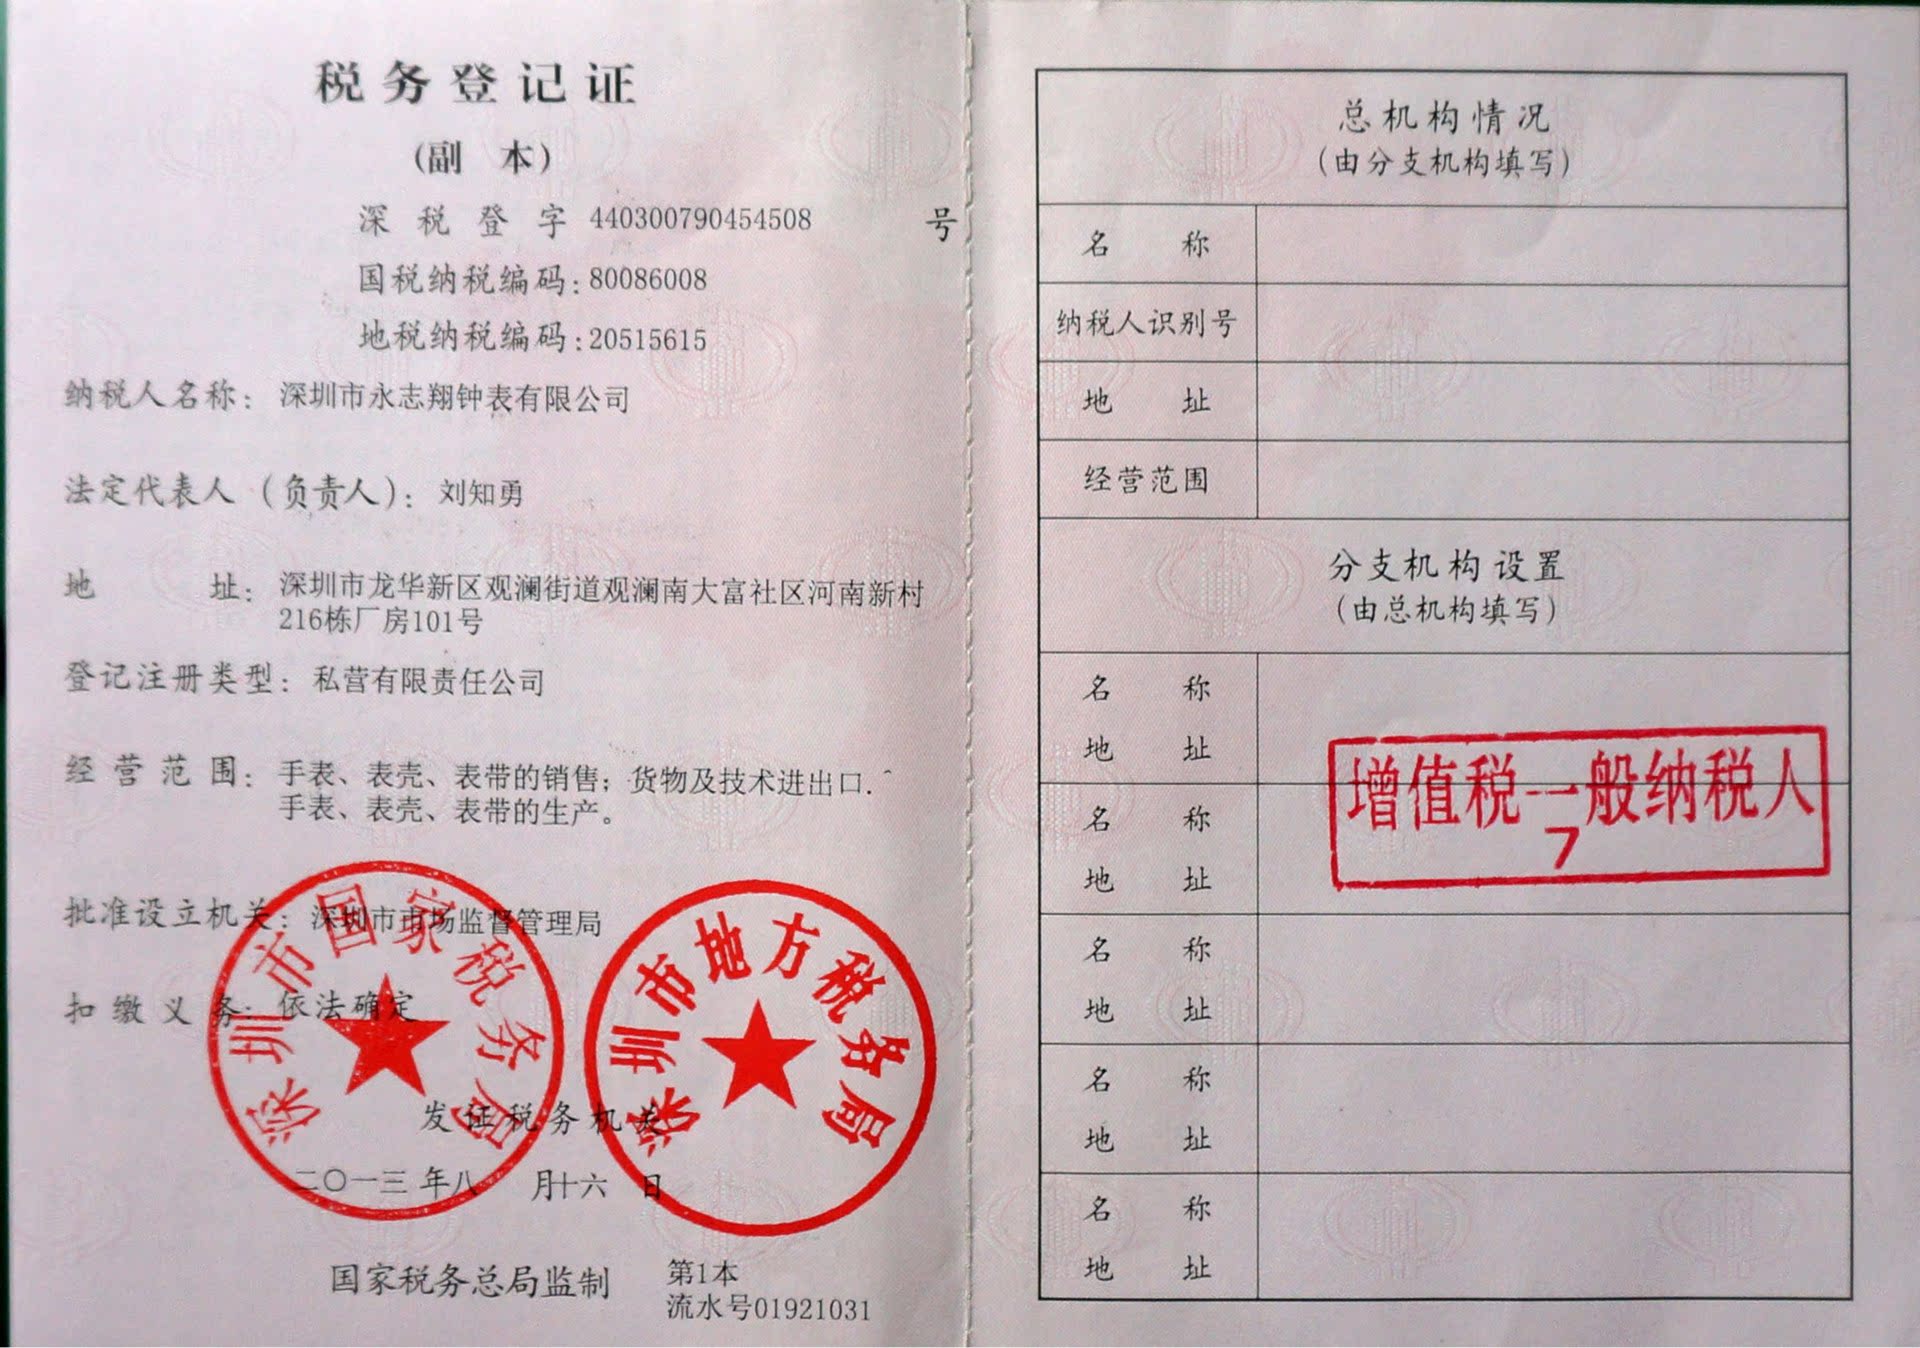 税务登记证
(副 本)
深税登字 440300790454508 号
国税纳税编码:80086008
地税纳税编码:20515615
纳税人名称: 深圳市永志翔钟表有限公司
法定代表人(负责人): 刘知勇
地 址: 深圳市龙华新区观澜街道观澜南大富社区河南新村
216栋厂房101号
登记注册类型: 私营有限责任公司
经营范围: 手表、表壳、表带的销售;货物及技术进出口.
手表、表壳、表带的生产。
批准设立机关: 深圳市市场监督管理局
扣缴义务: 依法确定
深圳市国家税务局
深圳市地方税务局
发证税务机关
二〇一三 年八 月十六 日
国家税务总局监制
第1本
流水号01921031
总机构情况
(由分支机构填写)
名 称
纳税人识别号
地 址
经营范围
分支机构设置
(由总机构填写)
名 称
地 址
增值税一般纳税人
7
名 称
地 址
名 称
地 址
名 称
地 址
名 称
地 址